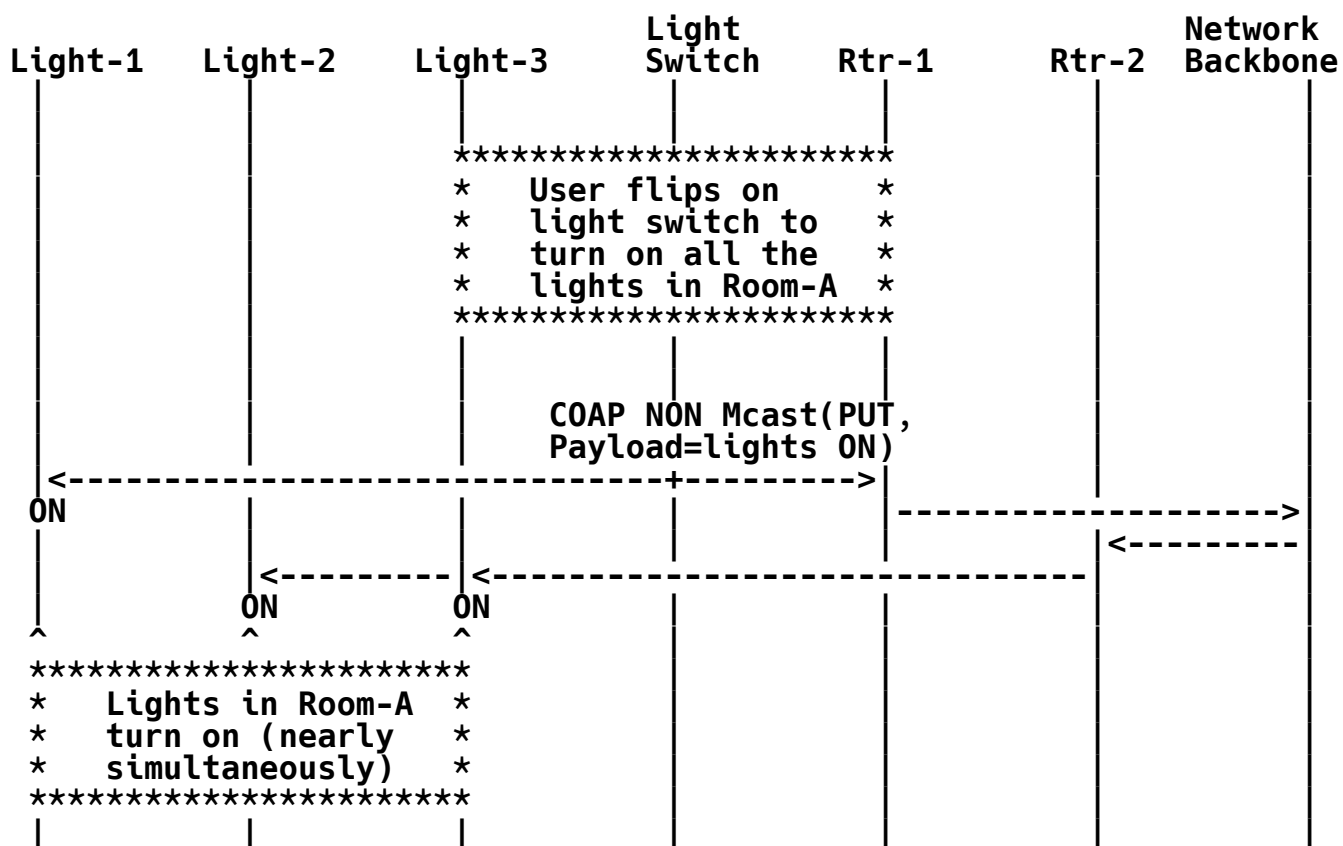 Light Network
Light-1 Light-2 Light-3 Switch Rtr-1 Rtr-2 Backbone
***********************
* User flips on *
* light switch to *
* turn on all the *
* lights in Room-A *
***********************
COAP NON Mcast(PUT,
Payload=lights ON)
<-------------------------------+--------->
ON -------------------->
<---------
<--------- <-------------------------------
ON ON
^ ^ ^
***********************
* Lights in Room-A *
* turn on (nearly *
* simultaneously) *
***********************